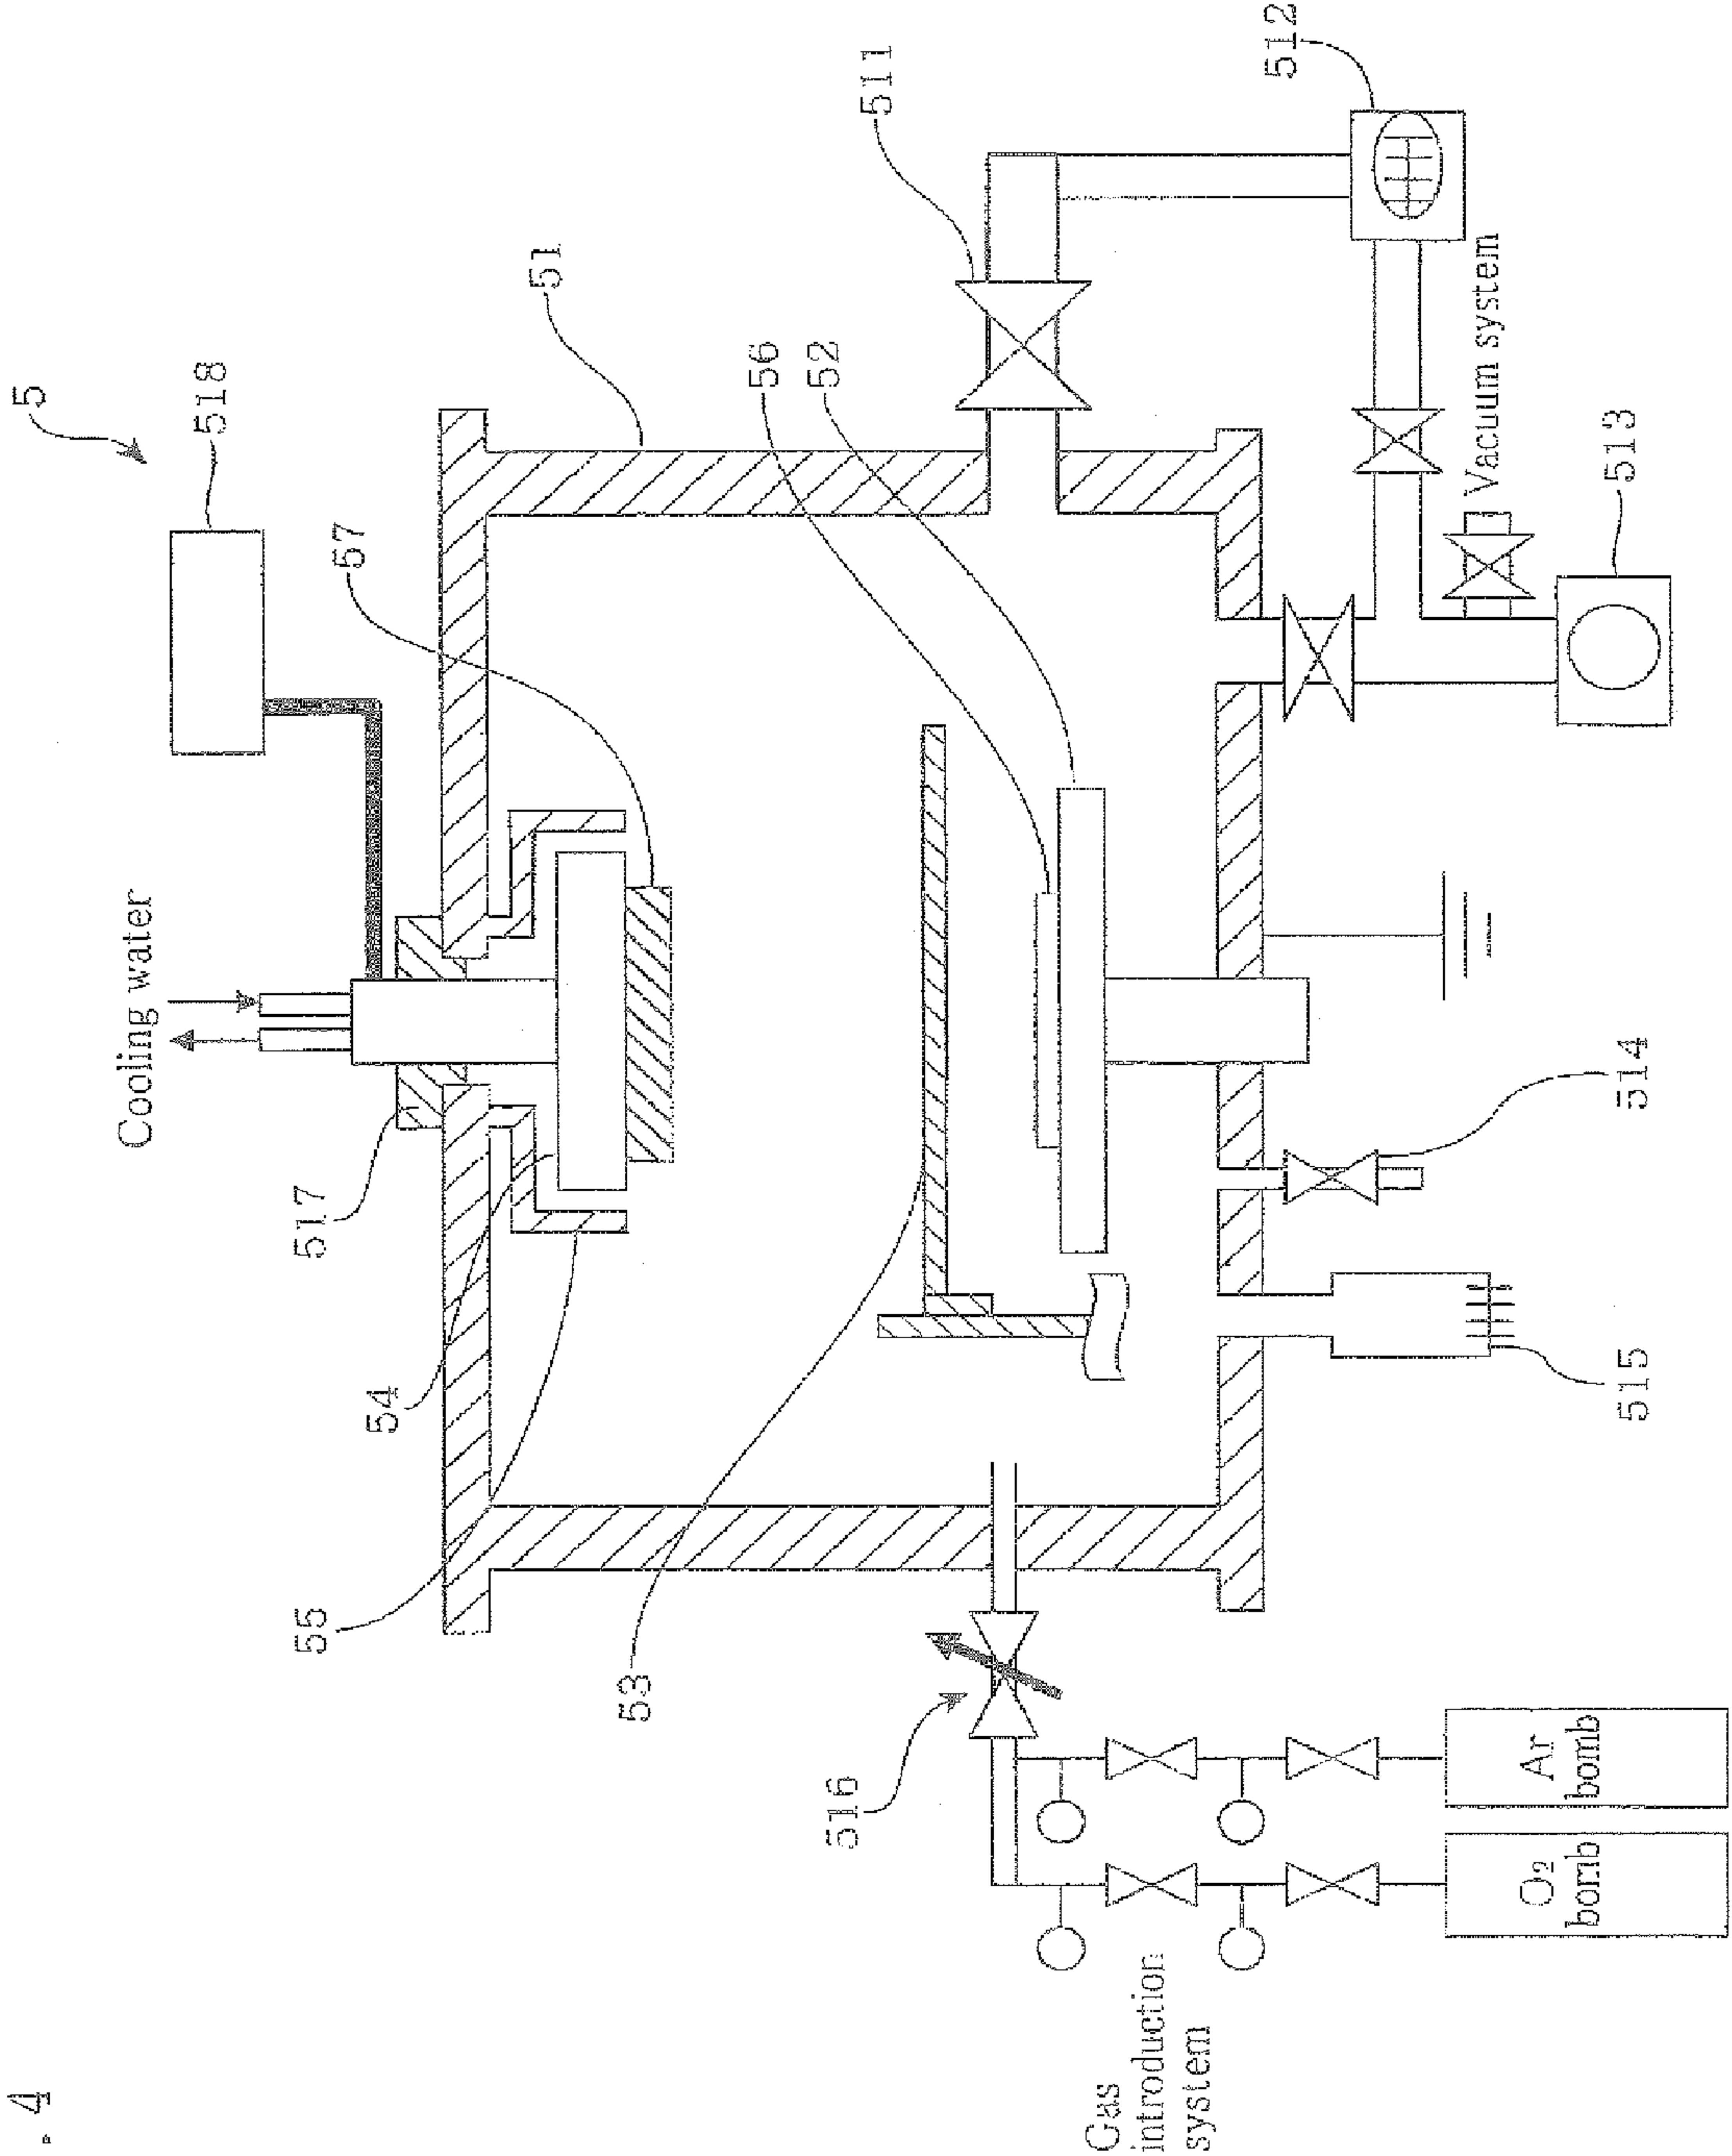 . 4
5
518
Cooling water
57
51
517
54
55
56
52
511
512
53
516
Vacuum system
513
514
515
Gas
introduction
system
O₂
bomb
Ar
bomb